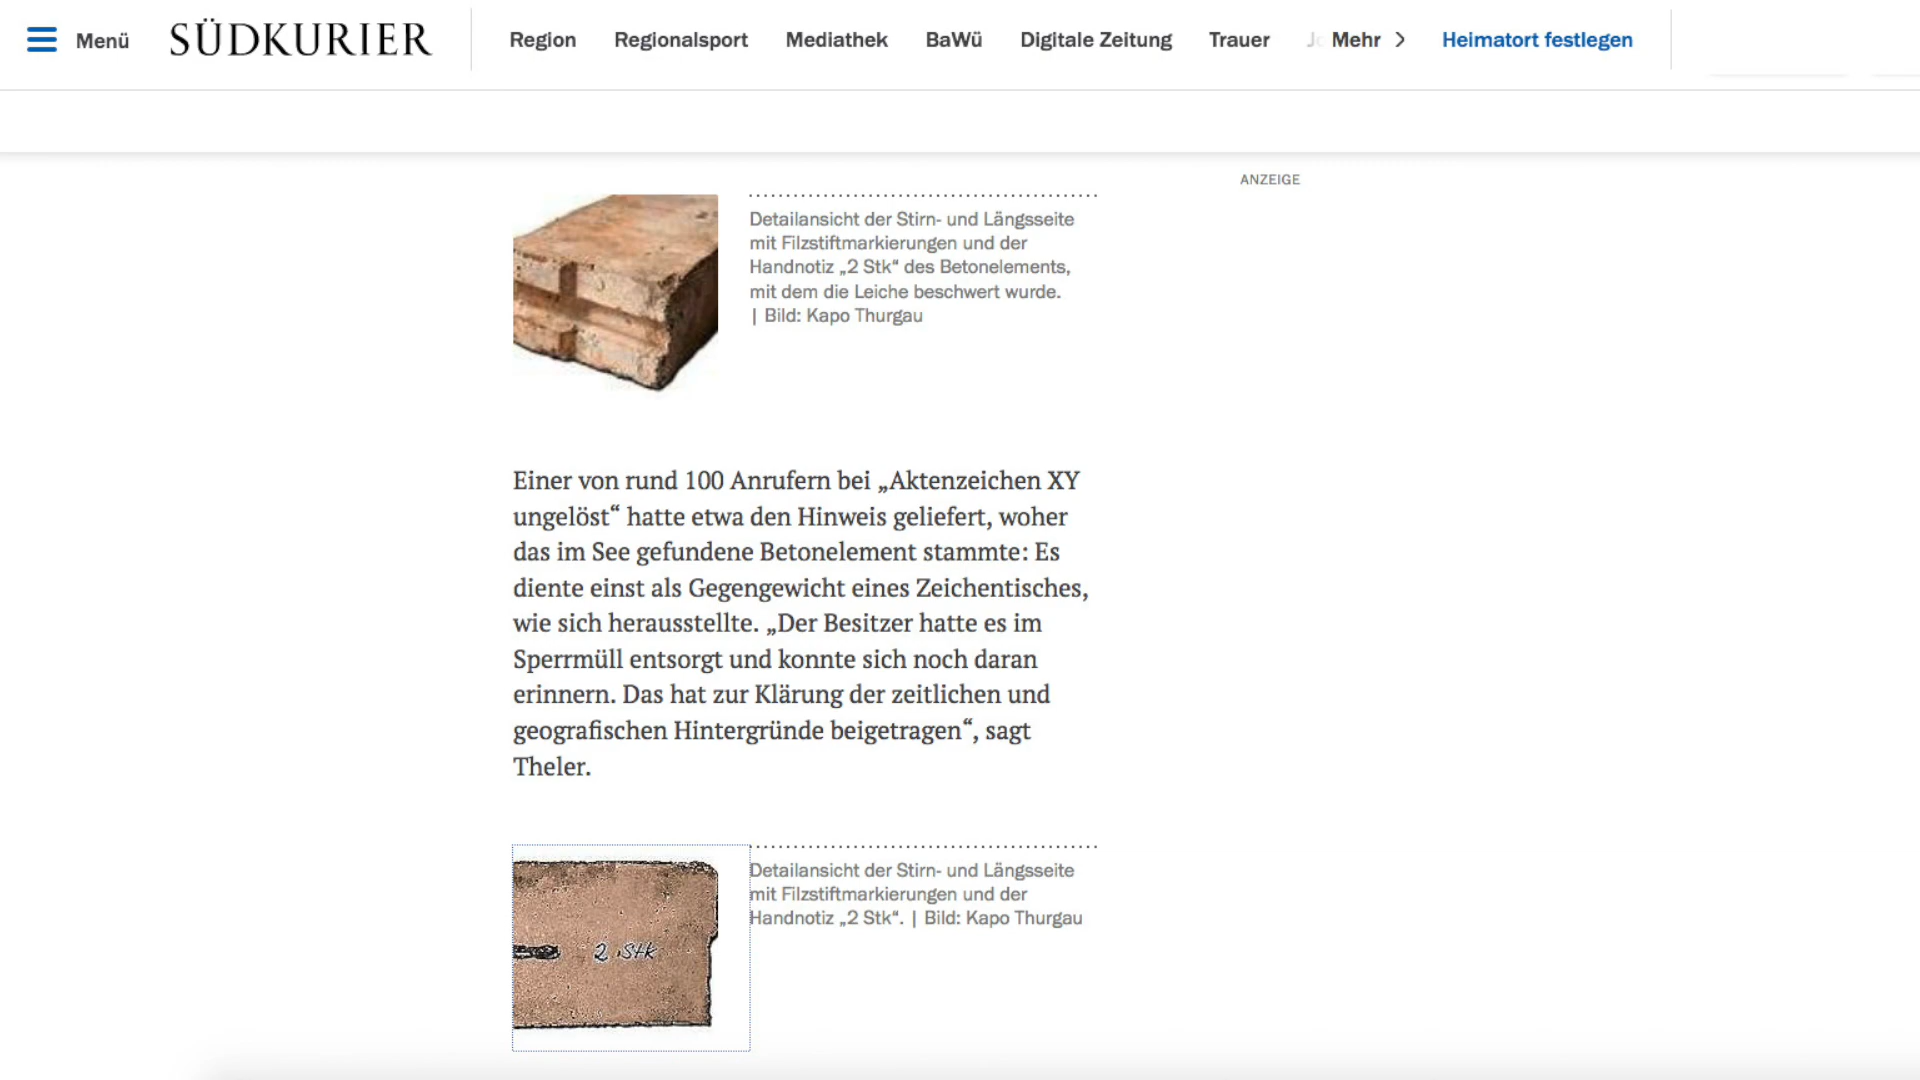 Menü SÜDKURIER Region Regionalsport Mediathek BaWü Digitale Zeitung Trauer Mehr Heimatort festlegen
ANZEIGE
Detailansicht der Stirn- und Längsseite
mit Filzstiftmarkierungen und der
Handnotiz „2 Stk“ des Betonelements,
mit dem die Leiche beschwert wurde.
| Bild: Kapo Thurgau
Einer von rund 100 Anrufern bei „Aktenzeichen XY
ungelöst“ hatte etwa den Hinweis geliefert, woher
das im See gefundene Betonelement stammte: Es
diente einst als Gegengewicht eines Zeichentisches,
wie sich herausstellte. „Der Besitzer hatte es im
Sperrmüll entsorgt und konnte sich noch daran
erinnern. Das hat zur Klärung der zeitlichen und
geografischen Hintergründe beigetragen“, sagt
Theler.
2 Stk
Detailansicht der Stirn- und Längsseite
mit Filzstiftmarkierungen und der
Handnotiz „2 Stk“. | Bild: Kapo Thurgau